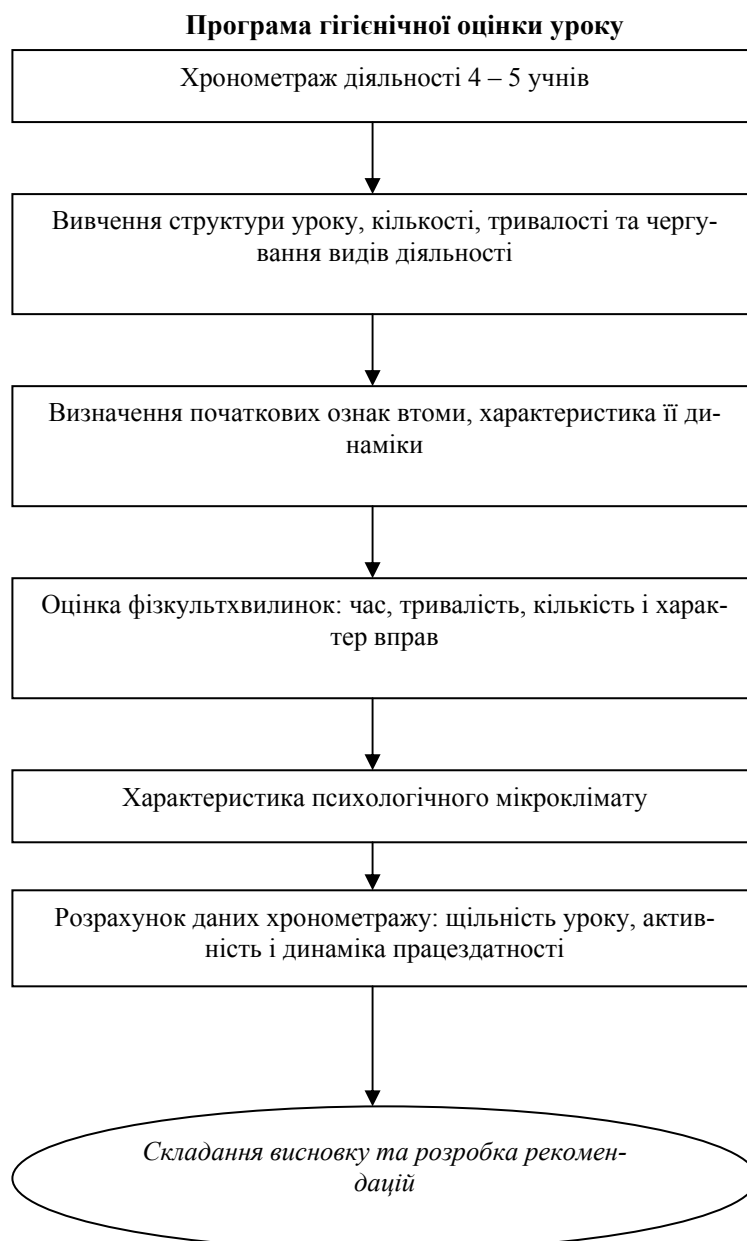 Програма гігієнічної оцінки уроку
Хронометраж діяльності 4 – 5 учнів
Вивчення структури уроку, кількості, тривалості та чергу-
вання видів діяльності
Визначення початкових ознак втоми, характеристика її ди-
наміки
Оцінка фізкультхвилинок: час, тривалість, кількість і харак-
тер вправ
Характеристика психологічного мікроклімату
Розрахунок даних хронометражу: щільність уроку, актив-
ність і динаміка працездатності
Складання висновку та розробка рекомен-
дацій